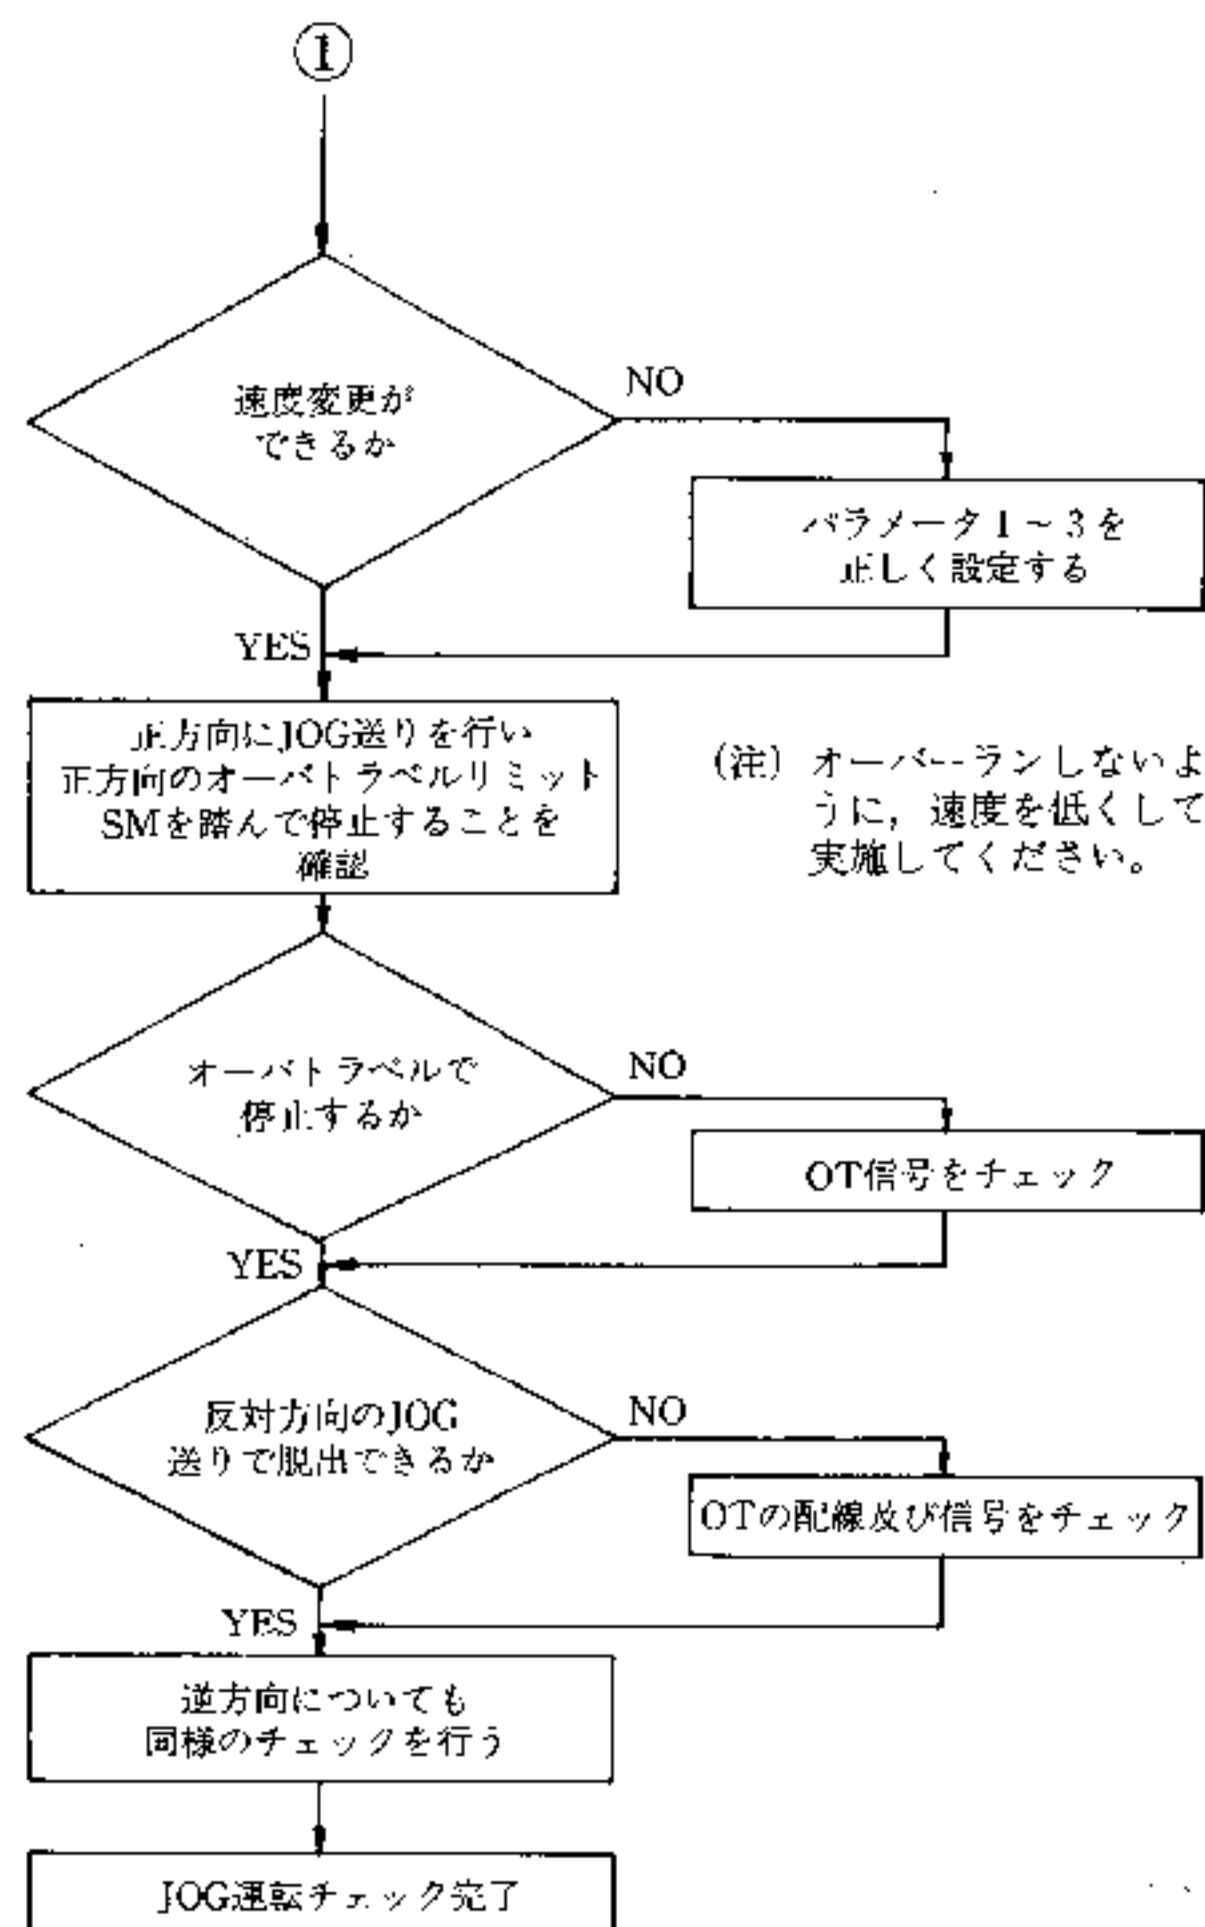 ①
速度変更が
できるか
NO
パラメータ1~3を
正しく設定する
YES
正方向にJOG送りを行い
正方向のオーバトラベルリミット
SMを踏んで停止することを
確認
(注) オーバーランしないよ
うに，速度を低くして
実施してください。
オーバトラベルで
停止するか
NO
OT信号をチェック
YES
反対方向のJOG
送りで脱出できるか
NO
OTの配線及び信号をチェック
YES
逆方向についても
同様のチェックを行う
JOG運転チェック完了